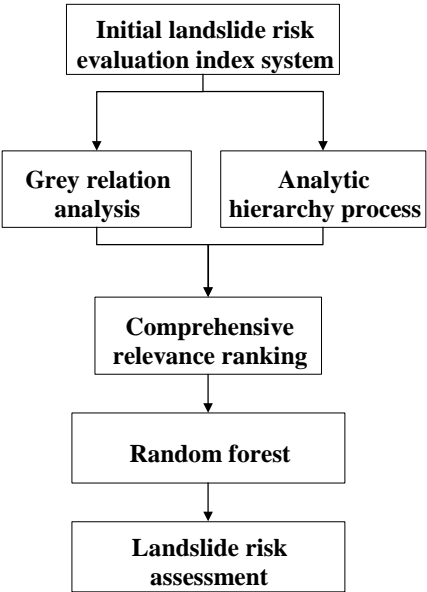 Initial landslide risk
evaluation index system
Grey relation
analysis
Analytic
hierarchy process
Comprehensive
relevance ranking
Random forest
Landslide risk
assessment